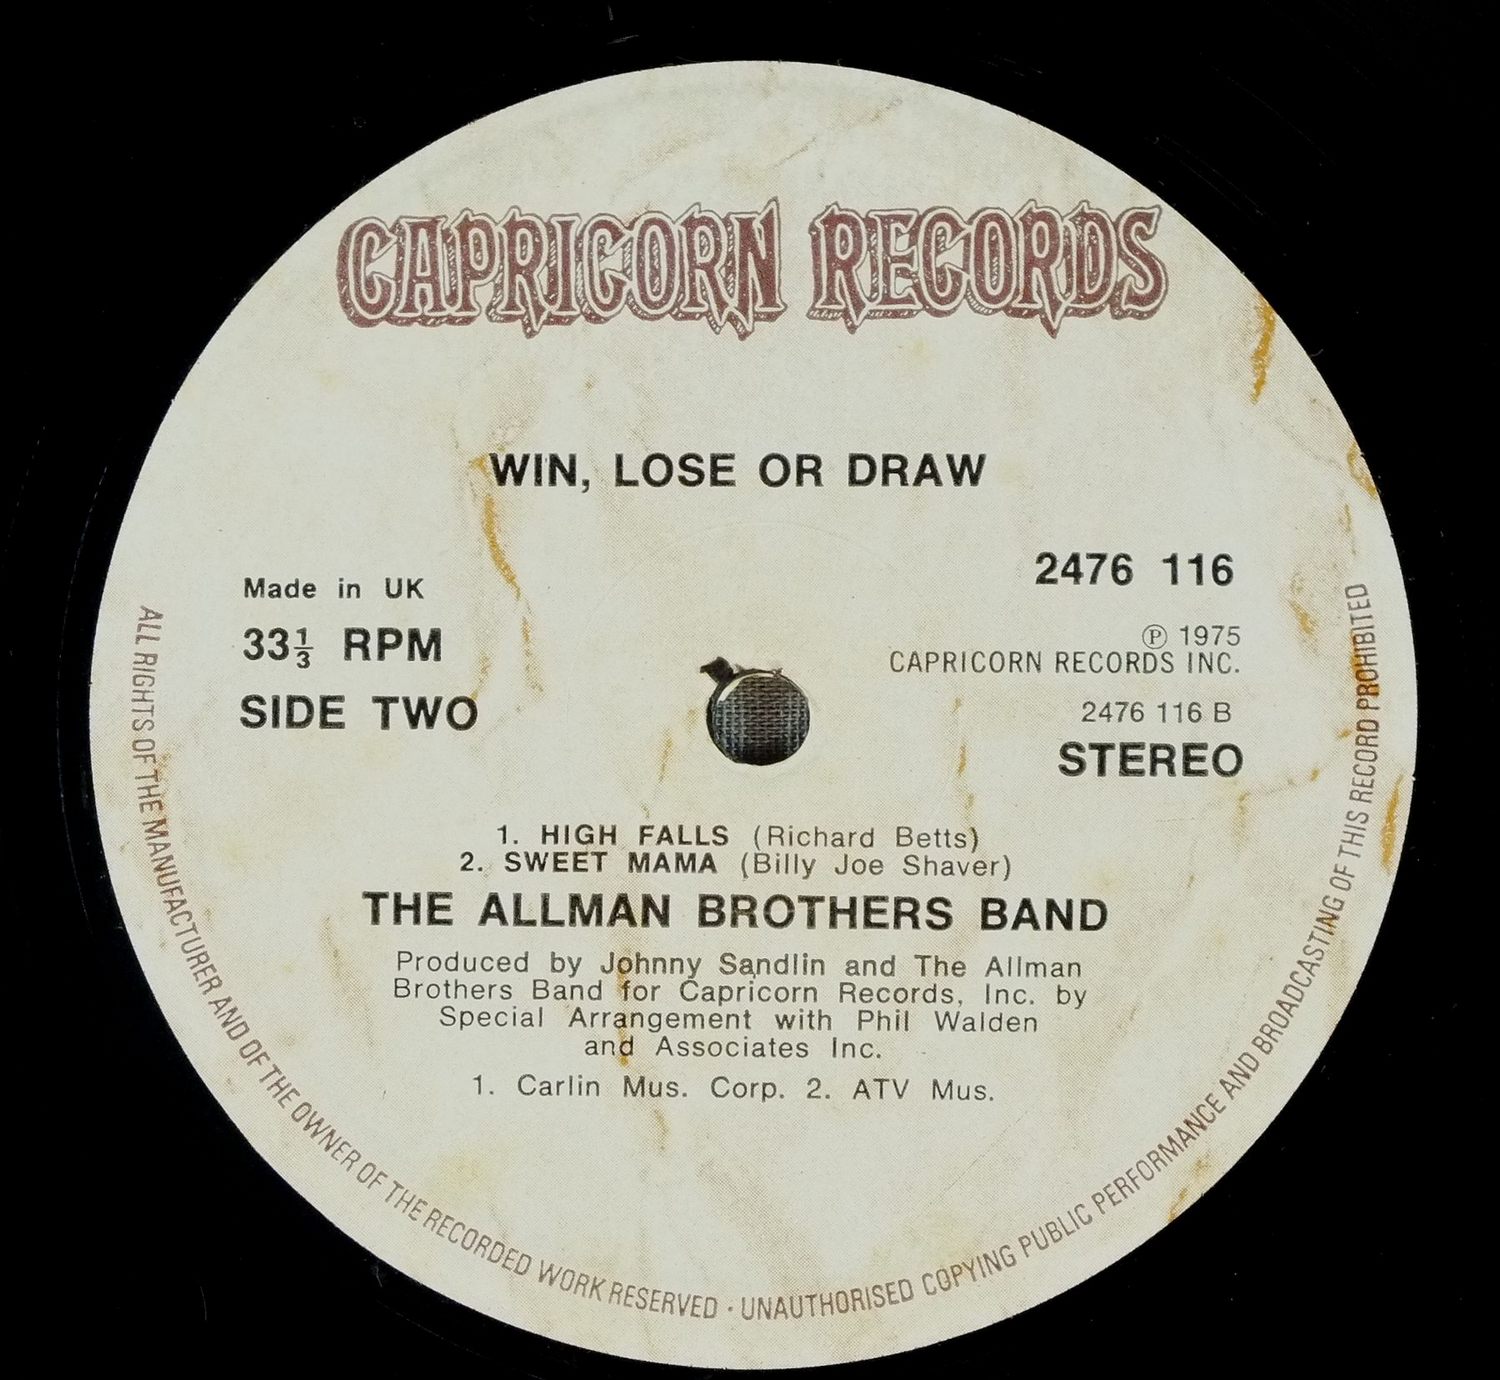 CAPRICORN RECORDS
WIN, LOSE OR DRAW
Made in UK
33⅓ RPM
SIDE TWO
2476 116
℗ 1975
CAPRICORN RECORDS INC.
2476 116 B
STEREO
1. HIGH FALLS (Richard Betts)
2. SWEET MAMA (Billy Joe Shaver)
THE ALLMAN BROTHERS BAND
Produced by Johnny Sandlin and The Allman
Brothers Band for Capricorn Records, Inc. by
Special Arrangement with Phil Walden
and Associates Inc.
1. Carlin Mus. Corp. 2. ATV Mus.
ALL RIGHTS OF THE MANUFACTURER AND OF THE OWNER OF THE RECORDED WORK RESERVED · UNAUTHORISED COPYING PUBLIC PERFORMANCE AND BROADCASTING OF THIS RECORD PROHIBITED